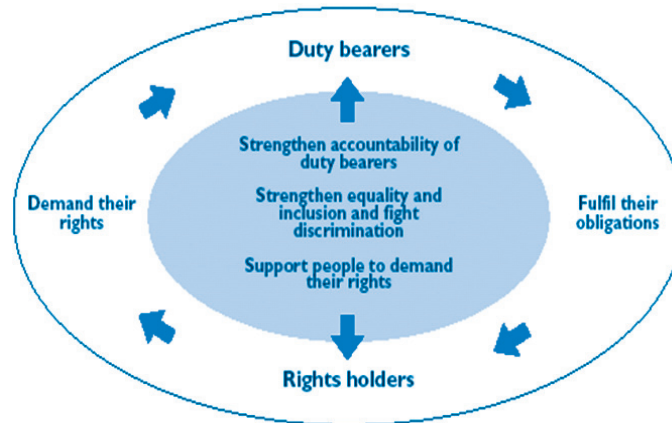 Duty bearers
Strengthen accountability of
duty bearers
Demand their
rights
Strengthen equality and
inclusion and fight
discrimination
Fulfil their
obligations
Support people to demand
their rights
Rights holders